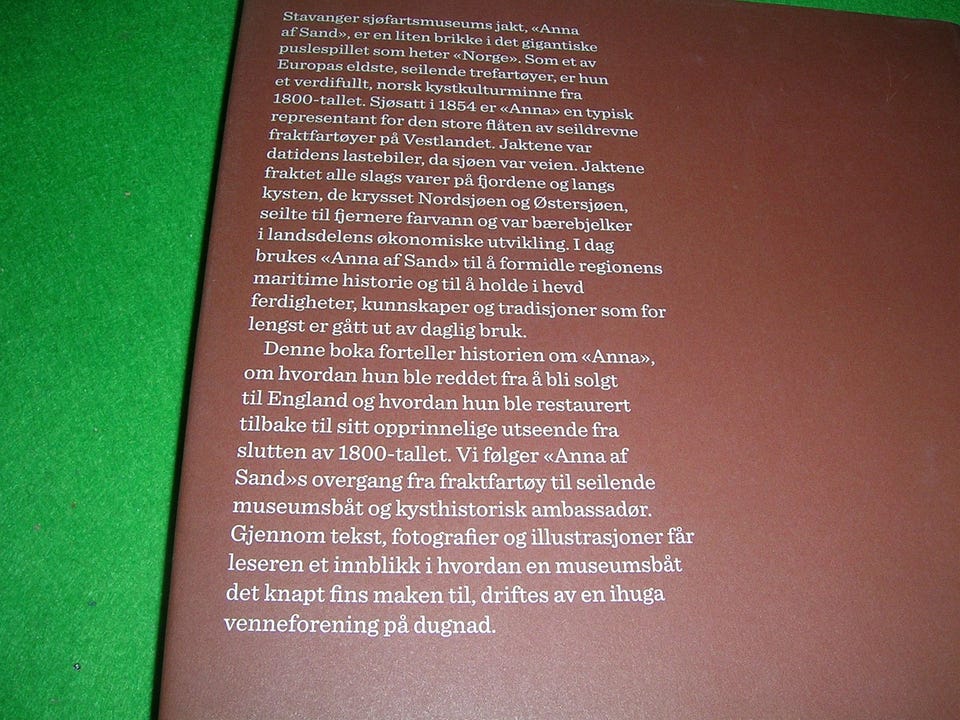 Stavanger sjøfartsmuseums jakt, «Anna
af Sand», er en liten brikke i det gigantiske
puslespillet som heter «Norge». Som et av
Europas eldste, seilende trefartøyer, er hun
et verdifullt, norsk kystkulturminne fra
1800-tallet. Sjøsatt i 1854 er «Anna» en typisk
representant for den store flåten av seildrevne
fraktfartøyer på Vestlandet. Jaktene var
datidens lastebiler, da sjøen var veien. Jaktene
fraktet alle slags varer på fjordene og langs
kysten, de krysset Nordsjøen og Østersjøen,
seilte til fjernere farvann og var bærebjelker
i landsdelens økonomiske utvikling. I dag
brukes «Anna af Sand» til å formidle regionens
maritime historie og til å holde i hevd
ferdigheter, kunnskaper og tradisjoner som for
lengst er gått ut av daglig bruk.
Denne boka forteller historien om «Anna»,
om hvordan hun ble reddet fra å bli solgt
til England og hvordan hun ble restaurert
tilbake til sitt opprinnelige utseende fra
slutten av 1800-tallet. Vi følger «Anna af
Sand»s overgang fra fraktfartøy til seilende
museumsbåt og kysthistorisk ambassadør.
Gjennom tekst, fotografier og illustrasjoner får
leseren et innblikk i hvordan en museumsbåt
det knapt fins maken til, driftes av en ihuga
venneforening på dugnad.